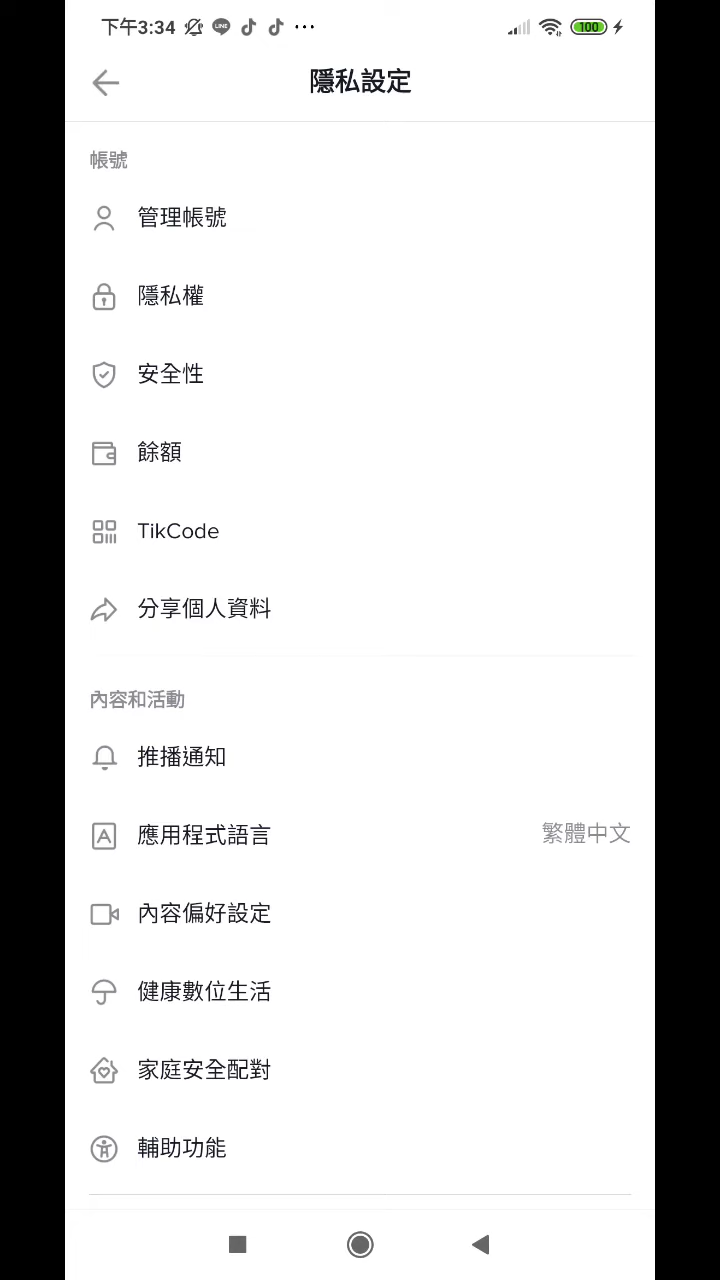 下午3:34
LINE
100
隱私設定
帳號
管理帳號
隱私權
安全性
餘額
TikCode
分享個人資料
內容和活動
推播通知
應用程式語言
繁體中文
內容偏好設定
健康數位生活
家庭安全配對
輔助功能